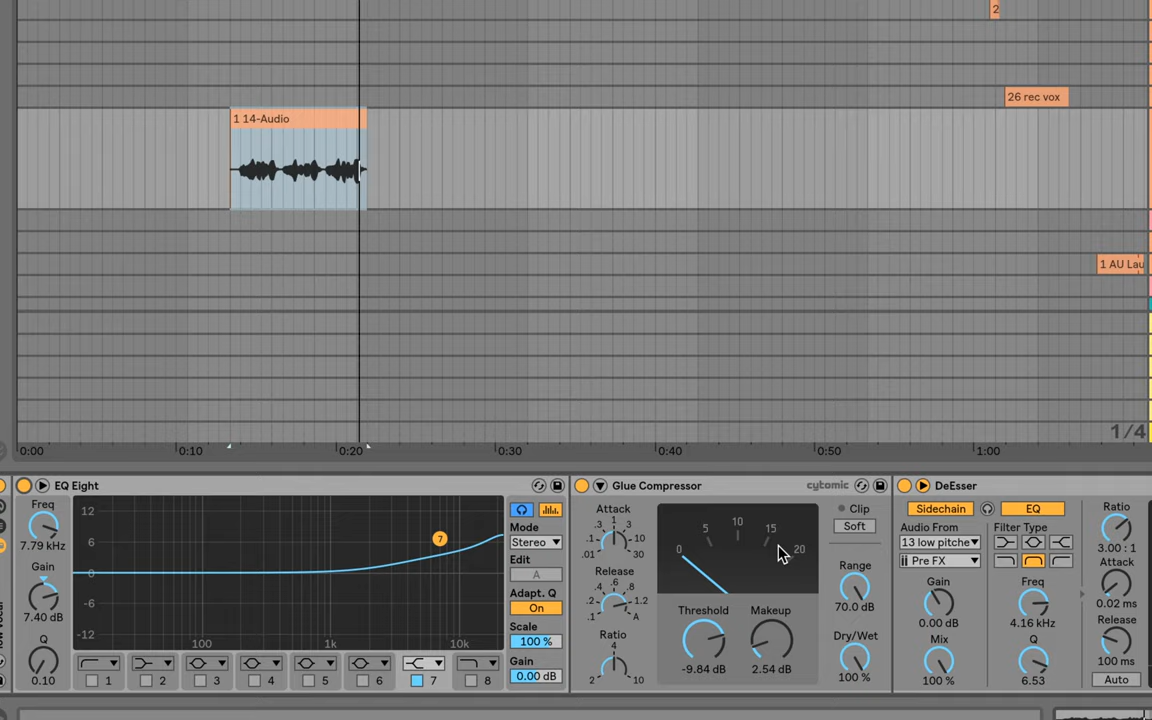 2
26 rec vox
1 14-Audio
1 AU Lau
1/4
0:00 0:10 0:20 0:30 0:40 0:50 1:00
EQ Eight
Freq
7.79 kHz
Gain
7.40 dB
Q
0.10
12
6
0
-6
-12
100 1k 10k
7
1 2 3 4 5 6 7 8
Mode
Stereo
Edit
A
Adapt. Q
On
Scale
100 %
Gain
0.00 dB
Glue Compressor
cytomic
Attack
.01 .1 .3 1 3 10 30
Release
.1 .2 .4 .6 .8 1.2 A
Ratio
2 4 10
0 5 10 15 20
Threshold
-9.84 dB
Makeup
2.54 dB
Clip
Soft
Range
70.0 dB
Dry/Wet
100 %
DeEsser
Sidechain
EQ
Audio From
13 low pitche
Pre FX
Gain
0.00 dB
Mix
100 %
Filter Type
Freq
4.16 kHz
Q
6.53
Ratio
3.00 : 1
Attack
0.02 ms
Release
100 ms
Auto